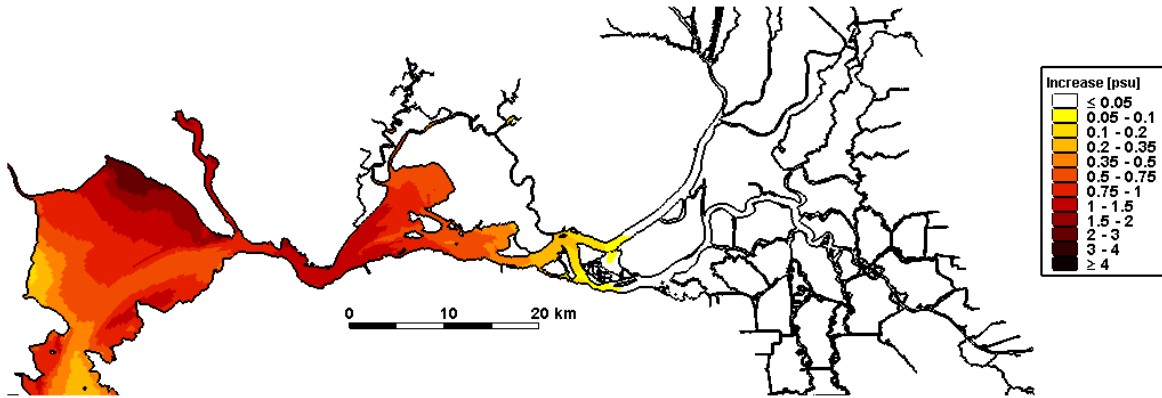 Increase [psu]
≤ 0.05
0.05 - 0.1
0.1 - 0.2
0.2 - 0.35
0.35 - 0.5
0.5 - 0.75
0.75 - 1
1 - 1.5
1.5 - 2
2 - 3
3 - 4
≥ 4
0 10 20 km